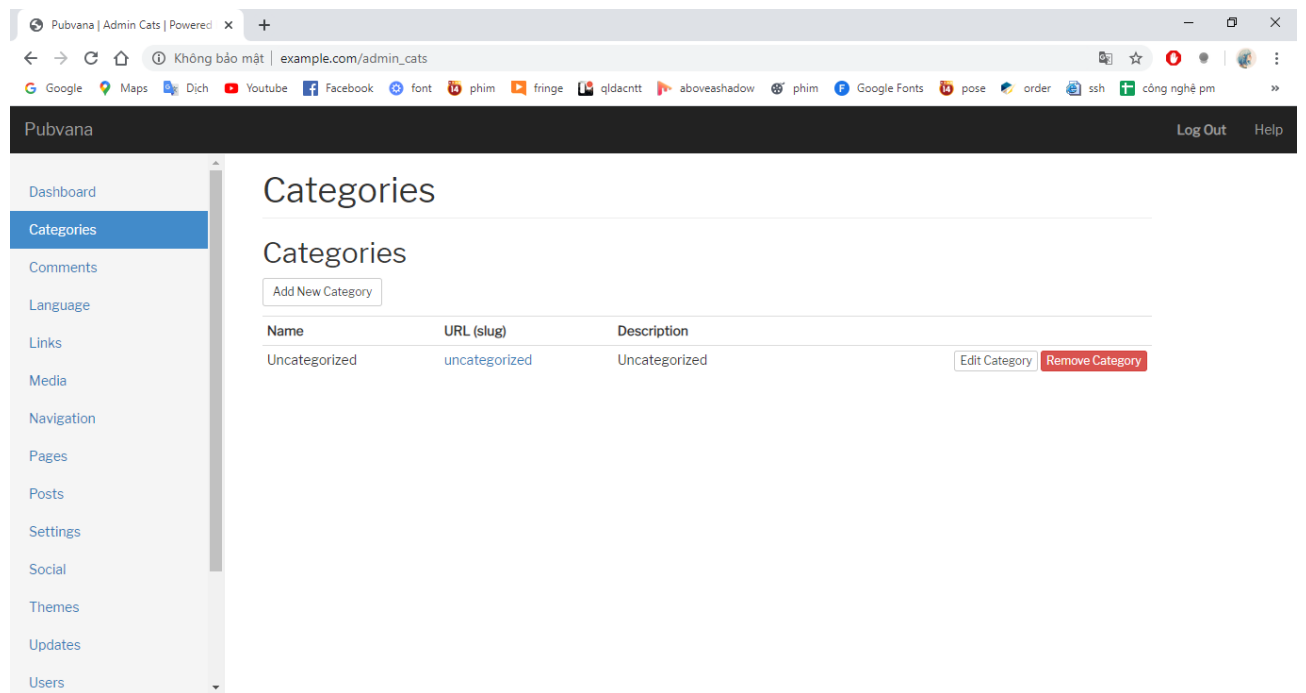 Pubvana | Admin Cats | Powered
Không bảo mật | example.com/admin_cats
Google Maps Dịch Youtube Facebook font 14 phim fringe qldacntt aboveashadow phim F Google Fonts 14 pose order ssh công nghệ pm
Pubvana Log Out Help
Dashboard
Categories
Comments
Language
Links
Media
Navigation
Pages
Posts
Settings
Social
Themes
Updates
Users
Categories
Categories
Add New Category
Name URL (slug) Description
Uncategorized uncategorized Uncategorized Edit Category Remove Category